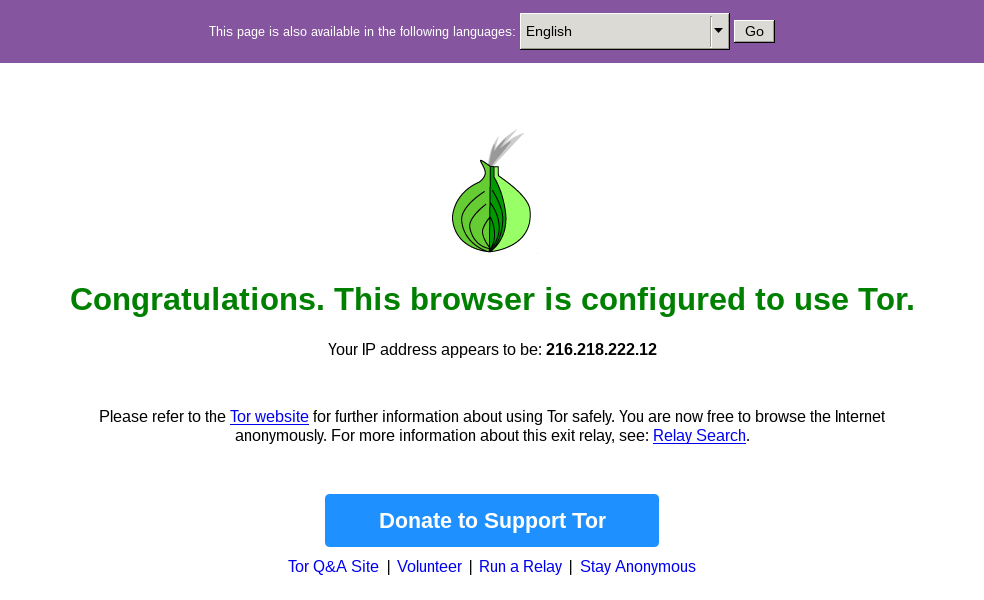 This page is also available in the following languages: English Go
Congratulations. This browser is configured to use Tor.
Your IP address appears to be: 216.218.222.12
Please refer to the Tor website for further information about using Tor safely. You are now free to browse the Internet
anonymously. For more information about this exit relay, see: Relay Search.
Donate to Support Tor
Tor Q&A Site | Volunteer | Run a Relay | Stay Anonymous